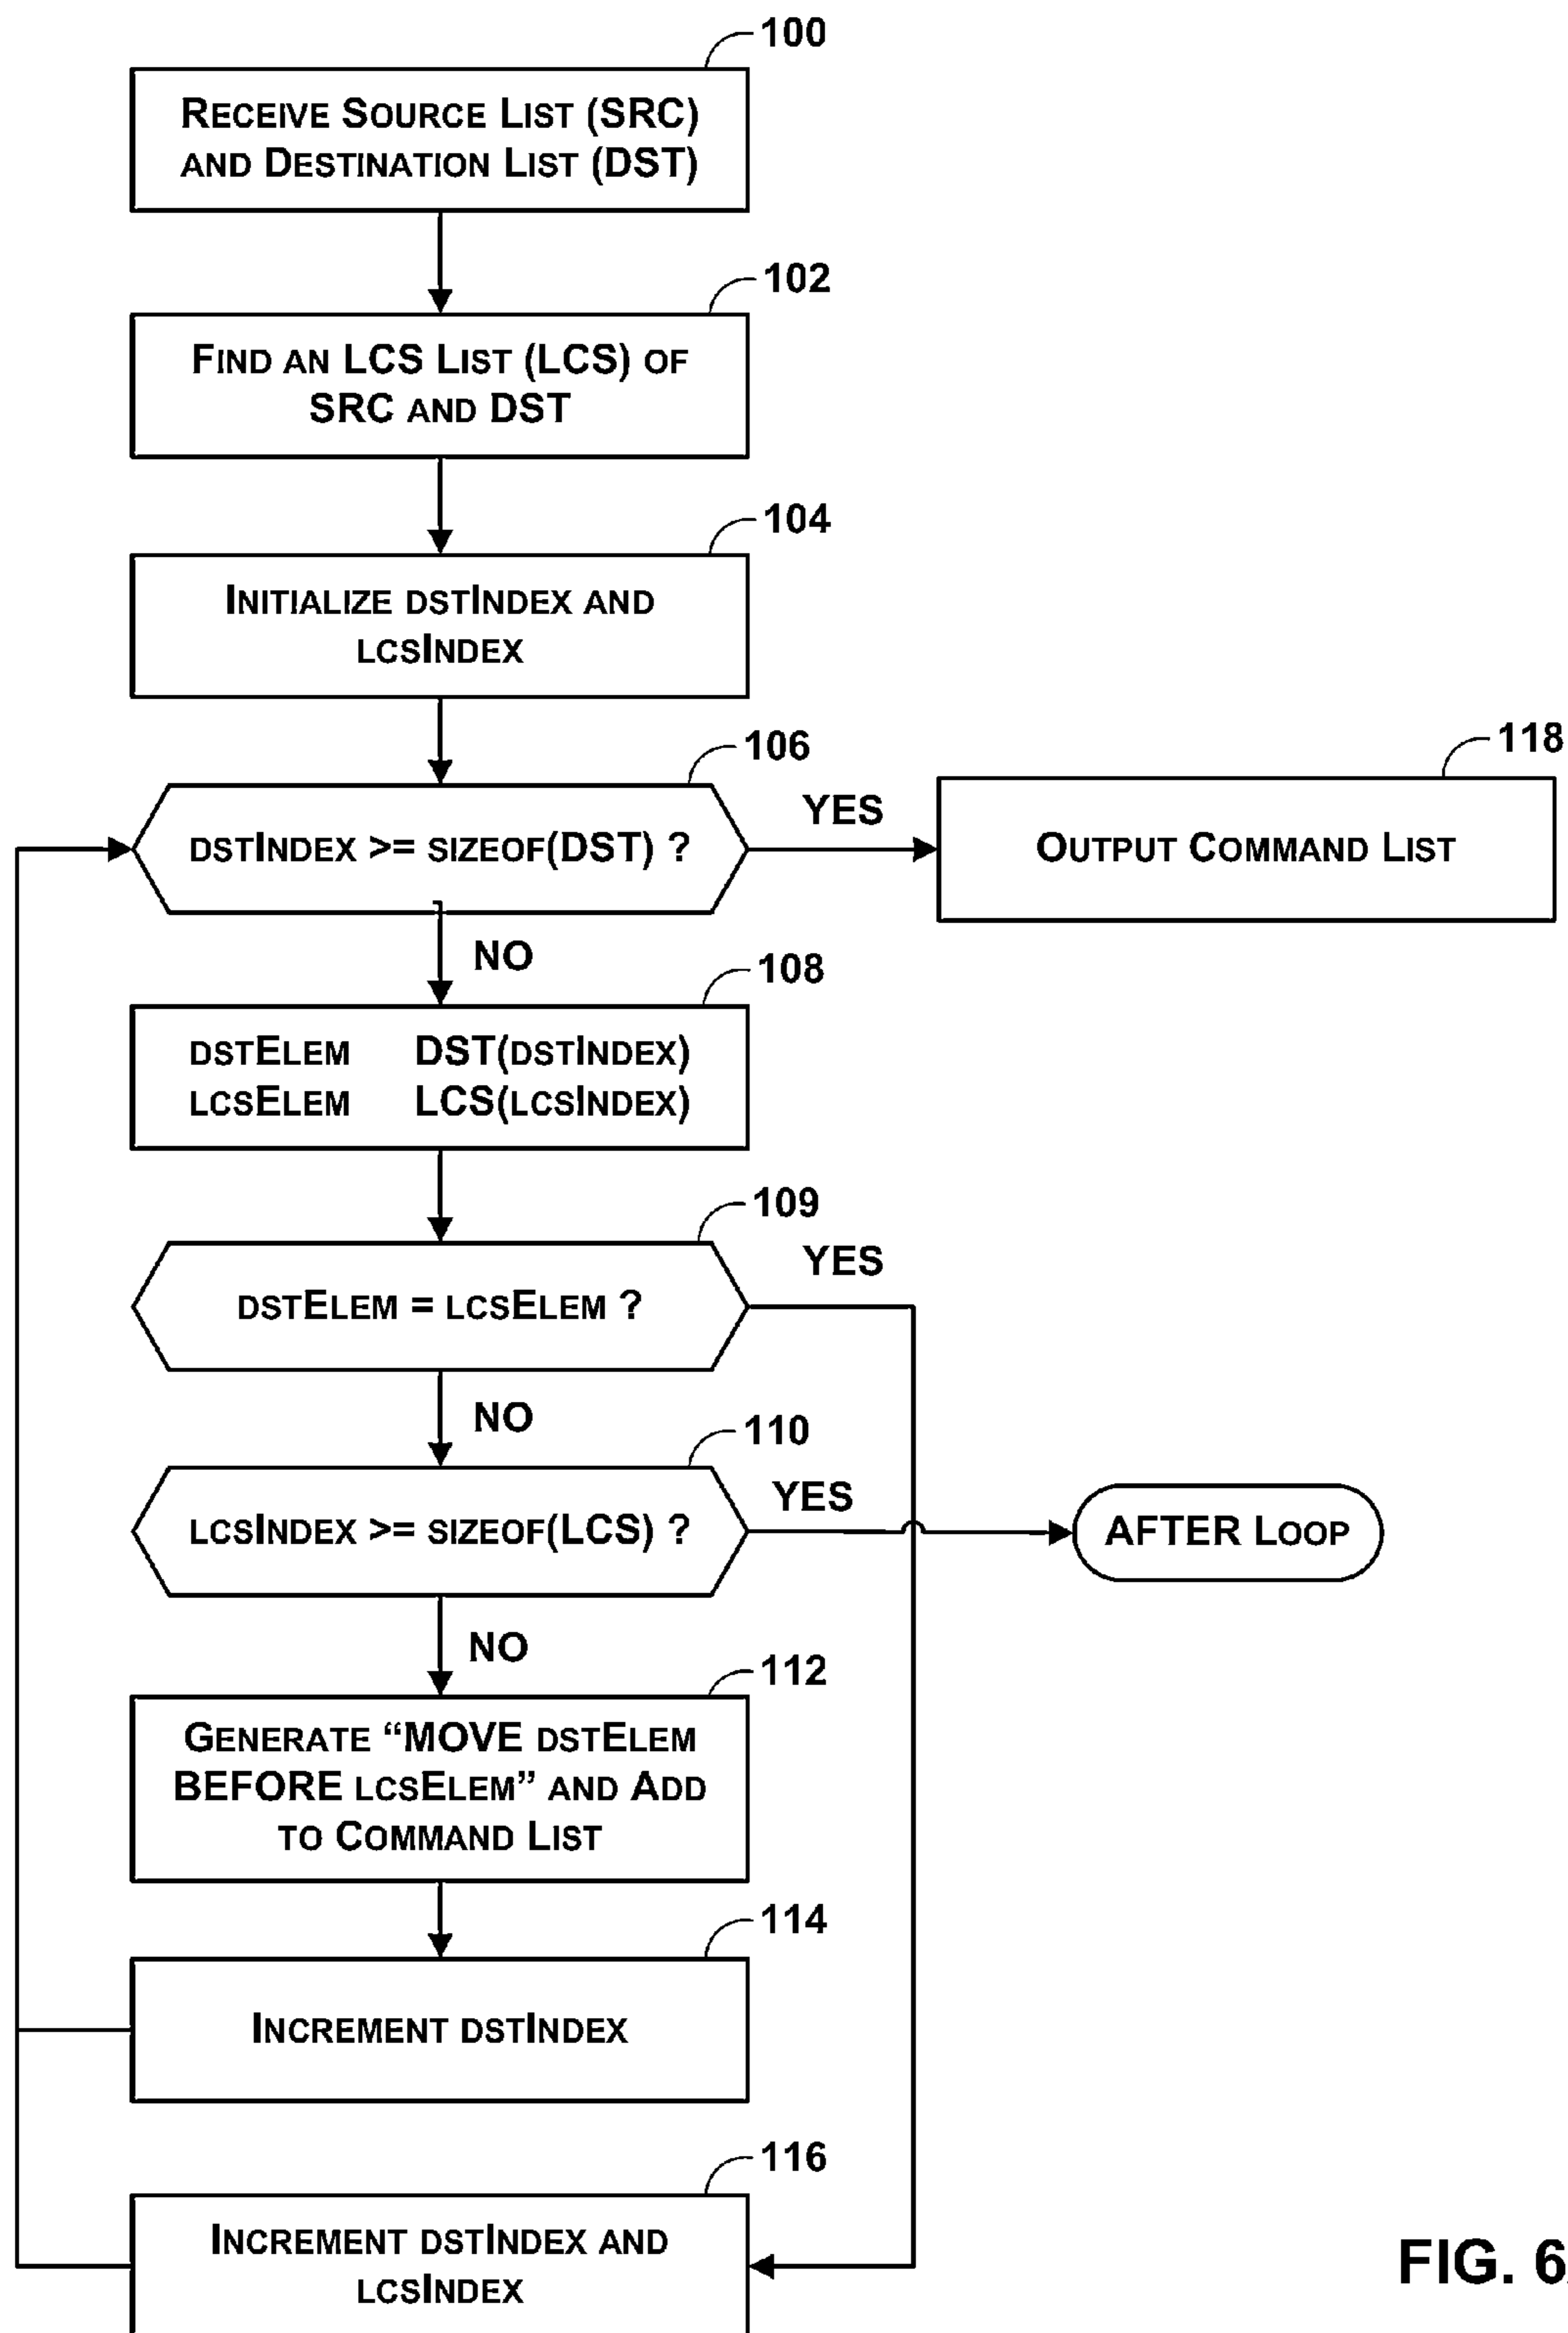 100
RECEIVE SOURCE LIST (SRC)
AND DESTINATION LIST (DST)
102
FIND AN LCS LIST (LCS) OF
SRC AND DST
104
INITIALIZE DSTINDEX AND
LCSINDEX
106
DSTINDEX >= SIZEOF(DST) ?
YES
118
OUTPUT COMMAND LIST
NO
108
DSTELEM DST(DSTINDEX)
LCSELEM LCS(LCSINDEX)
109
DSTELEM = LCSELEM ?
YES
NO
110
LCSINDEX >= SIZEOF(LCS) ?
YES
AFTER LOOP
NO
112
GENERATE “MOVE DSTELEM
BEFORE LCSELEM” AND ADD
TO COMMAND LIST
114
INCREMENT DSTINDEX
116
INCREMENT DSTINDEX AND
LCSINDEX
FIG. 6